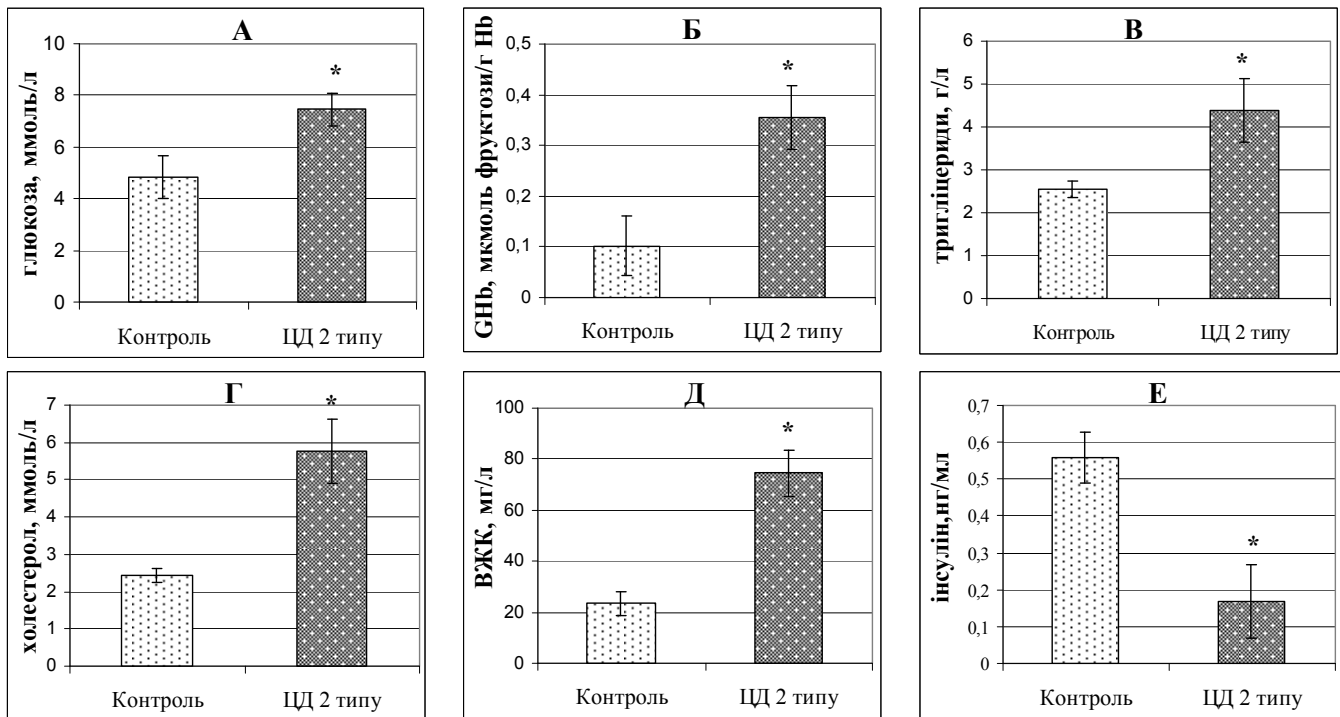 А
глюкоза, ммоль/л
10
8
6
4
2
0
*
Контроль ЦД 2 типу
Б
GHb, мкмоль фруктози/г Hb
0,5
0,4
0,3
0,2
0,1
0
*
Контроль ЦД 2 типу
В
тригліцериди, г/л
6
5
4
3
2
1
0
*
Контроль ЦД 2 типу
Г
холестерол, ммоль/л
7
6
5
4
3
2
1
0
*
Контроль ЦД 2 типу
Д
ВЖК, мг/л
100
80
60
40
20
0
*
Контроль ЦД 2 типу
Е
інсулін,нг/мл
0,7
0,6
0,5
0,4
0,3
0,2
0,1
0
*
Контроль ЦД 2 типу